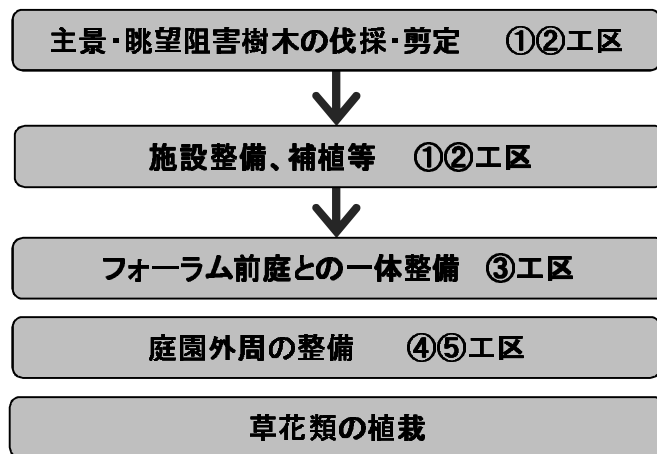 主景・眺望阻害樹木の伐採・剪定　①②工区
施設整備、補植等　①②工区
フォーラム前庭との一体整備　③工区
庭園外周の整備　④⑤工区
草花類の植栽